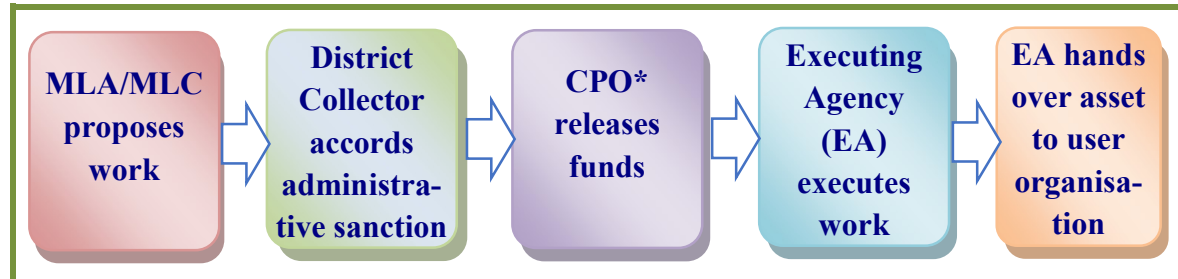 MLA/MLC
proposes
work
District
Collector
accords
administra-
tive sanction
CPO*
releases
funds
Executing
Agency
(EA)
executes
work
EA hands
over asset
to user
organisa-
tion